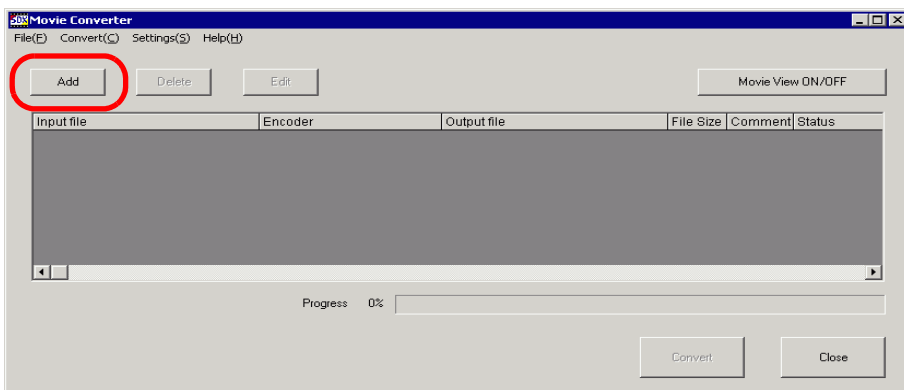 SDX Movie Converter
File(F) Convert(C) Settings(S) Help(H)
Add Delete Edit Movie View ON/OFF
Input file Encoder Output file File Size Comment Status
Progress 0%
Convert Close